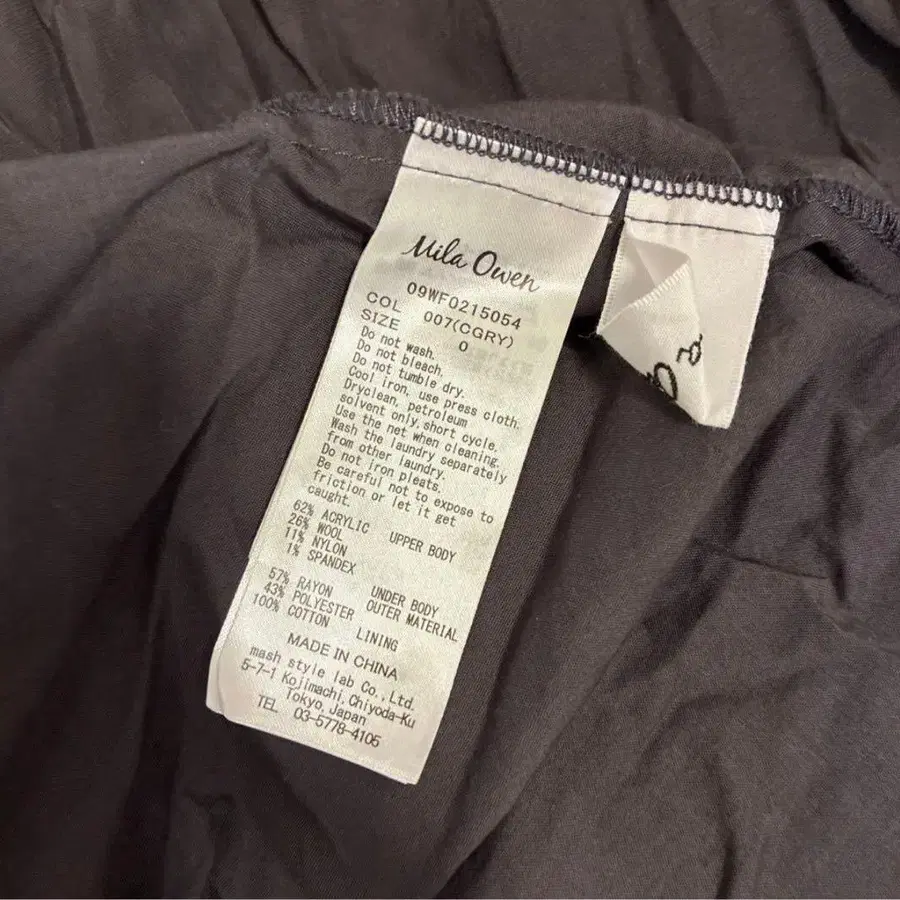 Mila Owen
09WF0215054
COL 007(CGRY)
SIZE 0
Do not wash.
Do not bleach.
Do not tumble dry.
Cool iron, use press cloth.
Dryclean, petroleum
solvent only,short cycle.
Use the net when cleaning.
Wash the laundry separately
from other laundry.
Do not iron pleats.
Be careful not to expose to
friction or let it get
caught.
62% ACRYLIC UPPER BODY
26% WOOL
11% NYLON
1% SPANDEX
57% RAYON UNDER BODY
43% POLYESTER OUTER MATERIAL
100% COTTON LINING
MADE IN CHINA
mash style lab Co.,Ltd.
5-7-1 Kojimachi,Chiyoda-Ku
Tokyo,Japan
TEL 03-5778-4105